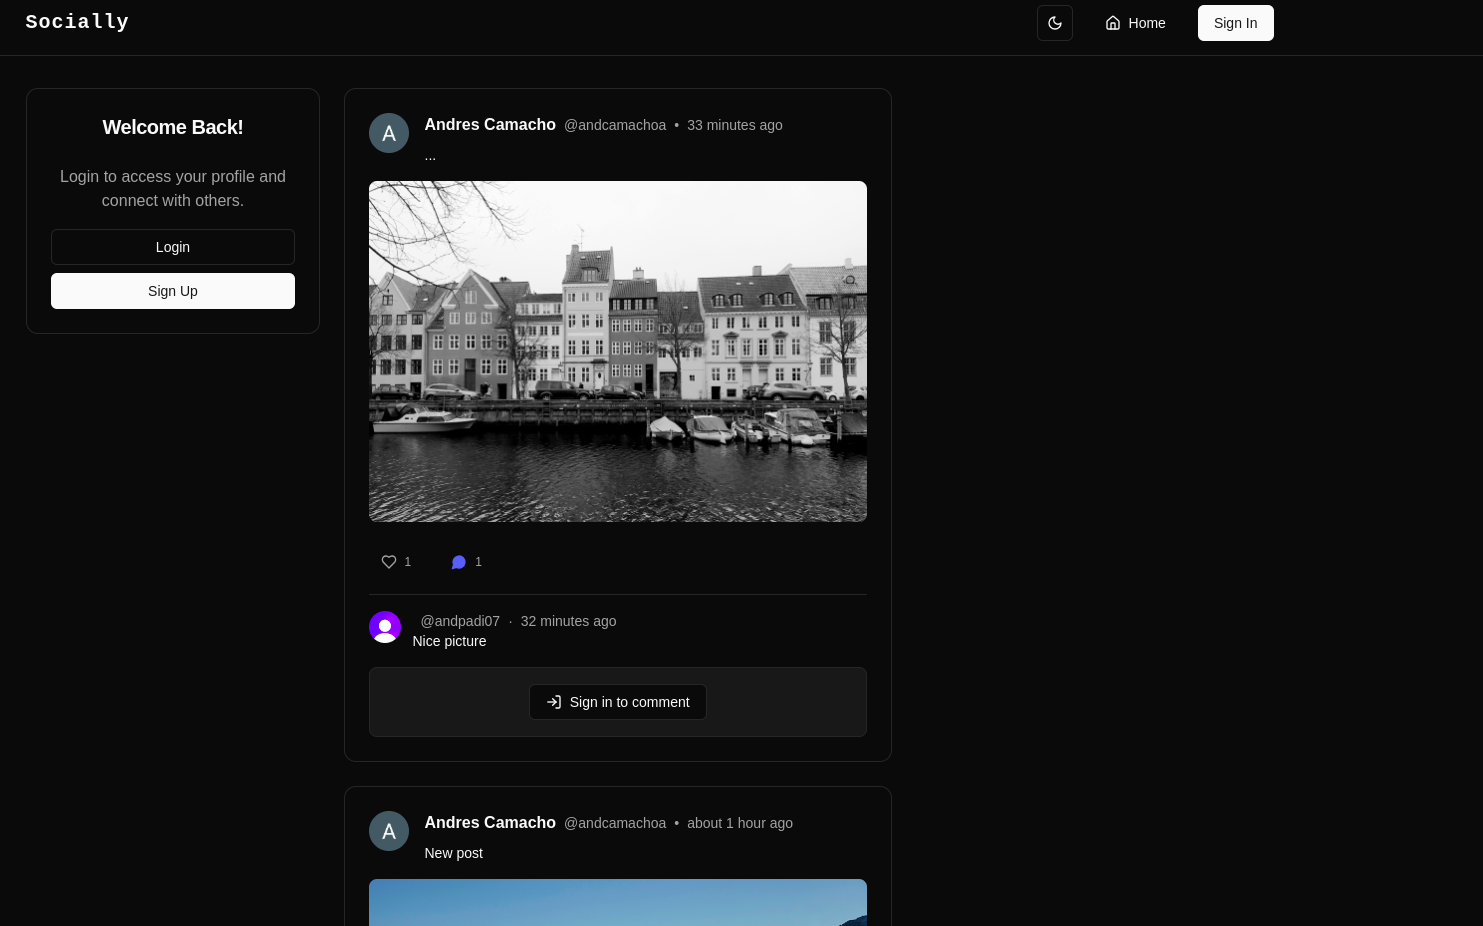 Socially
Home
Sign In
Welcome Back!
Login to access your profile and
connect with others.
Login
Sign Up
A
Andres Camacho @andcamachoa • 33 minutes ago
...
1
1
@andpadi07 · 32 minutes ago
Nice picture
Sign in to comment
A
Andres Camacho @andcamachoa • about 1 hour ago
New post